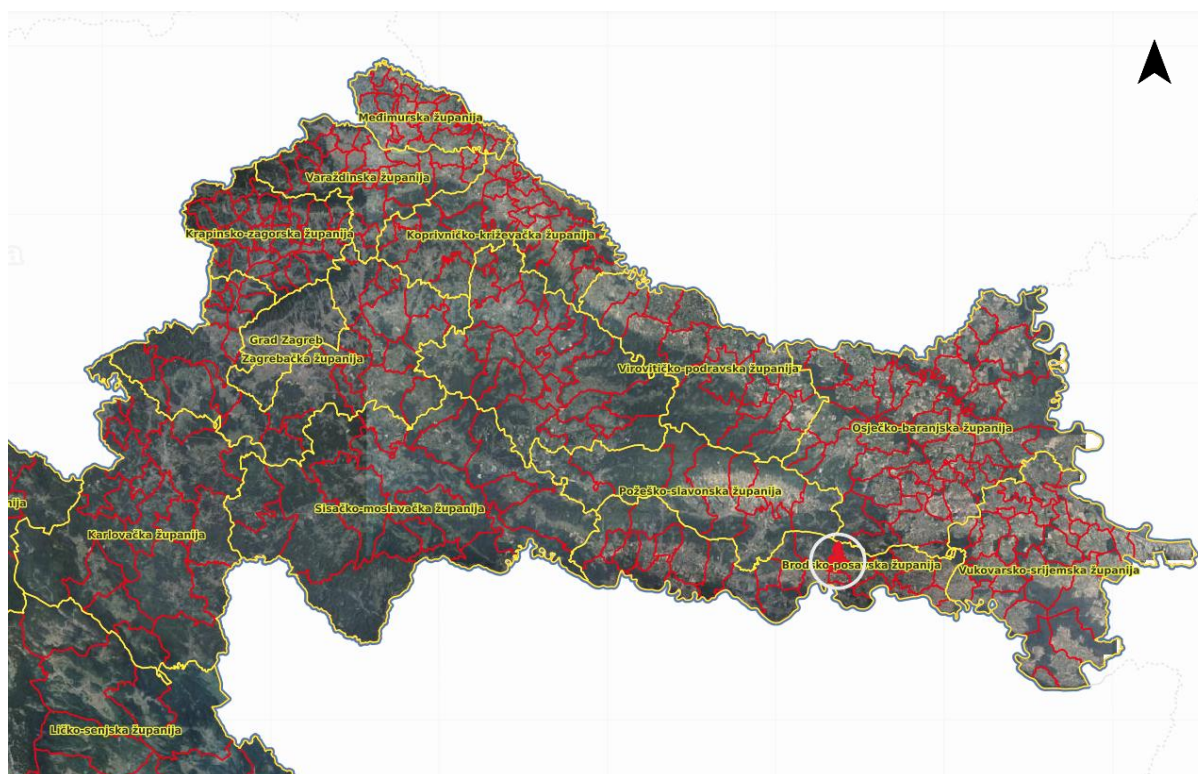 Međimurska županija
Varaždinska županija
Krapinsko-zagorska županija
Koprivničko-križevačka županija
Grad Zagreb
Zagrebačka županija
Virovitičko-podravska županija
Osječko-baranjska županija
Požeško-slavonska županija
nija
Sisačko-moslavačka županija
Karlovačka županija
Brodsko-posavska županija
Vukovarsko-srijemska županija
Ličko-senjska županija